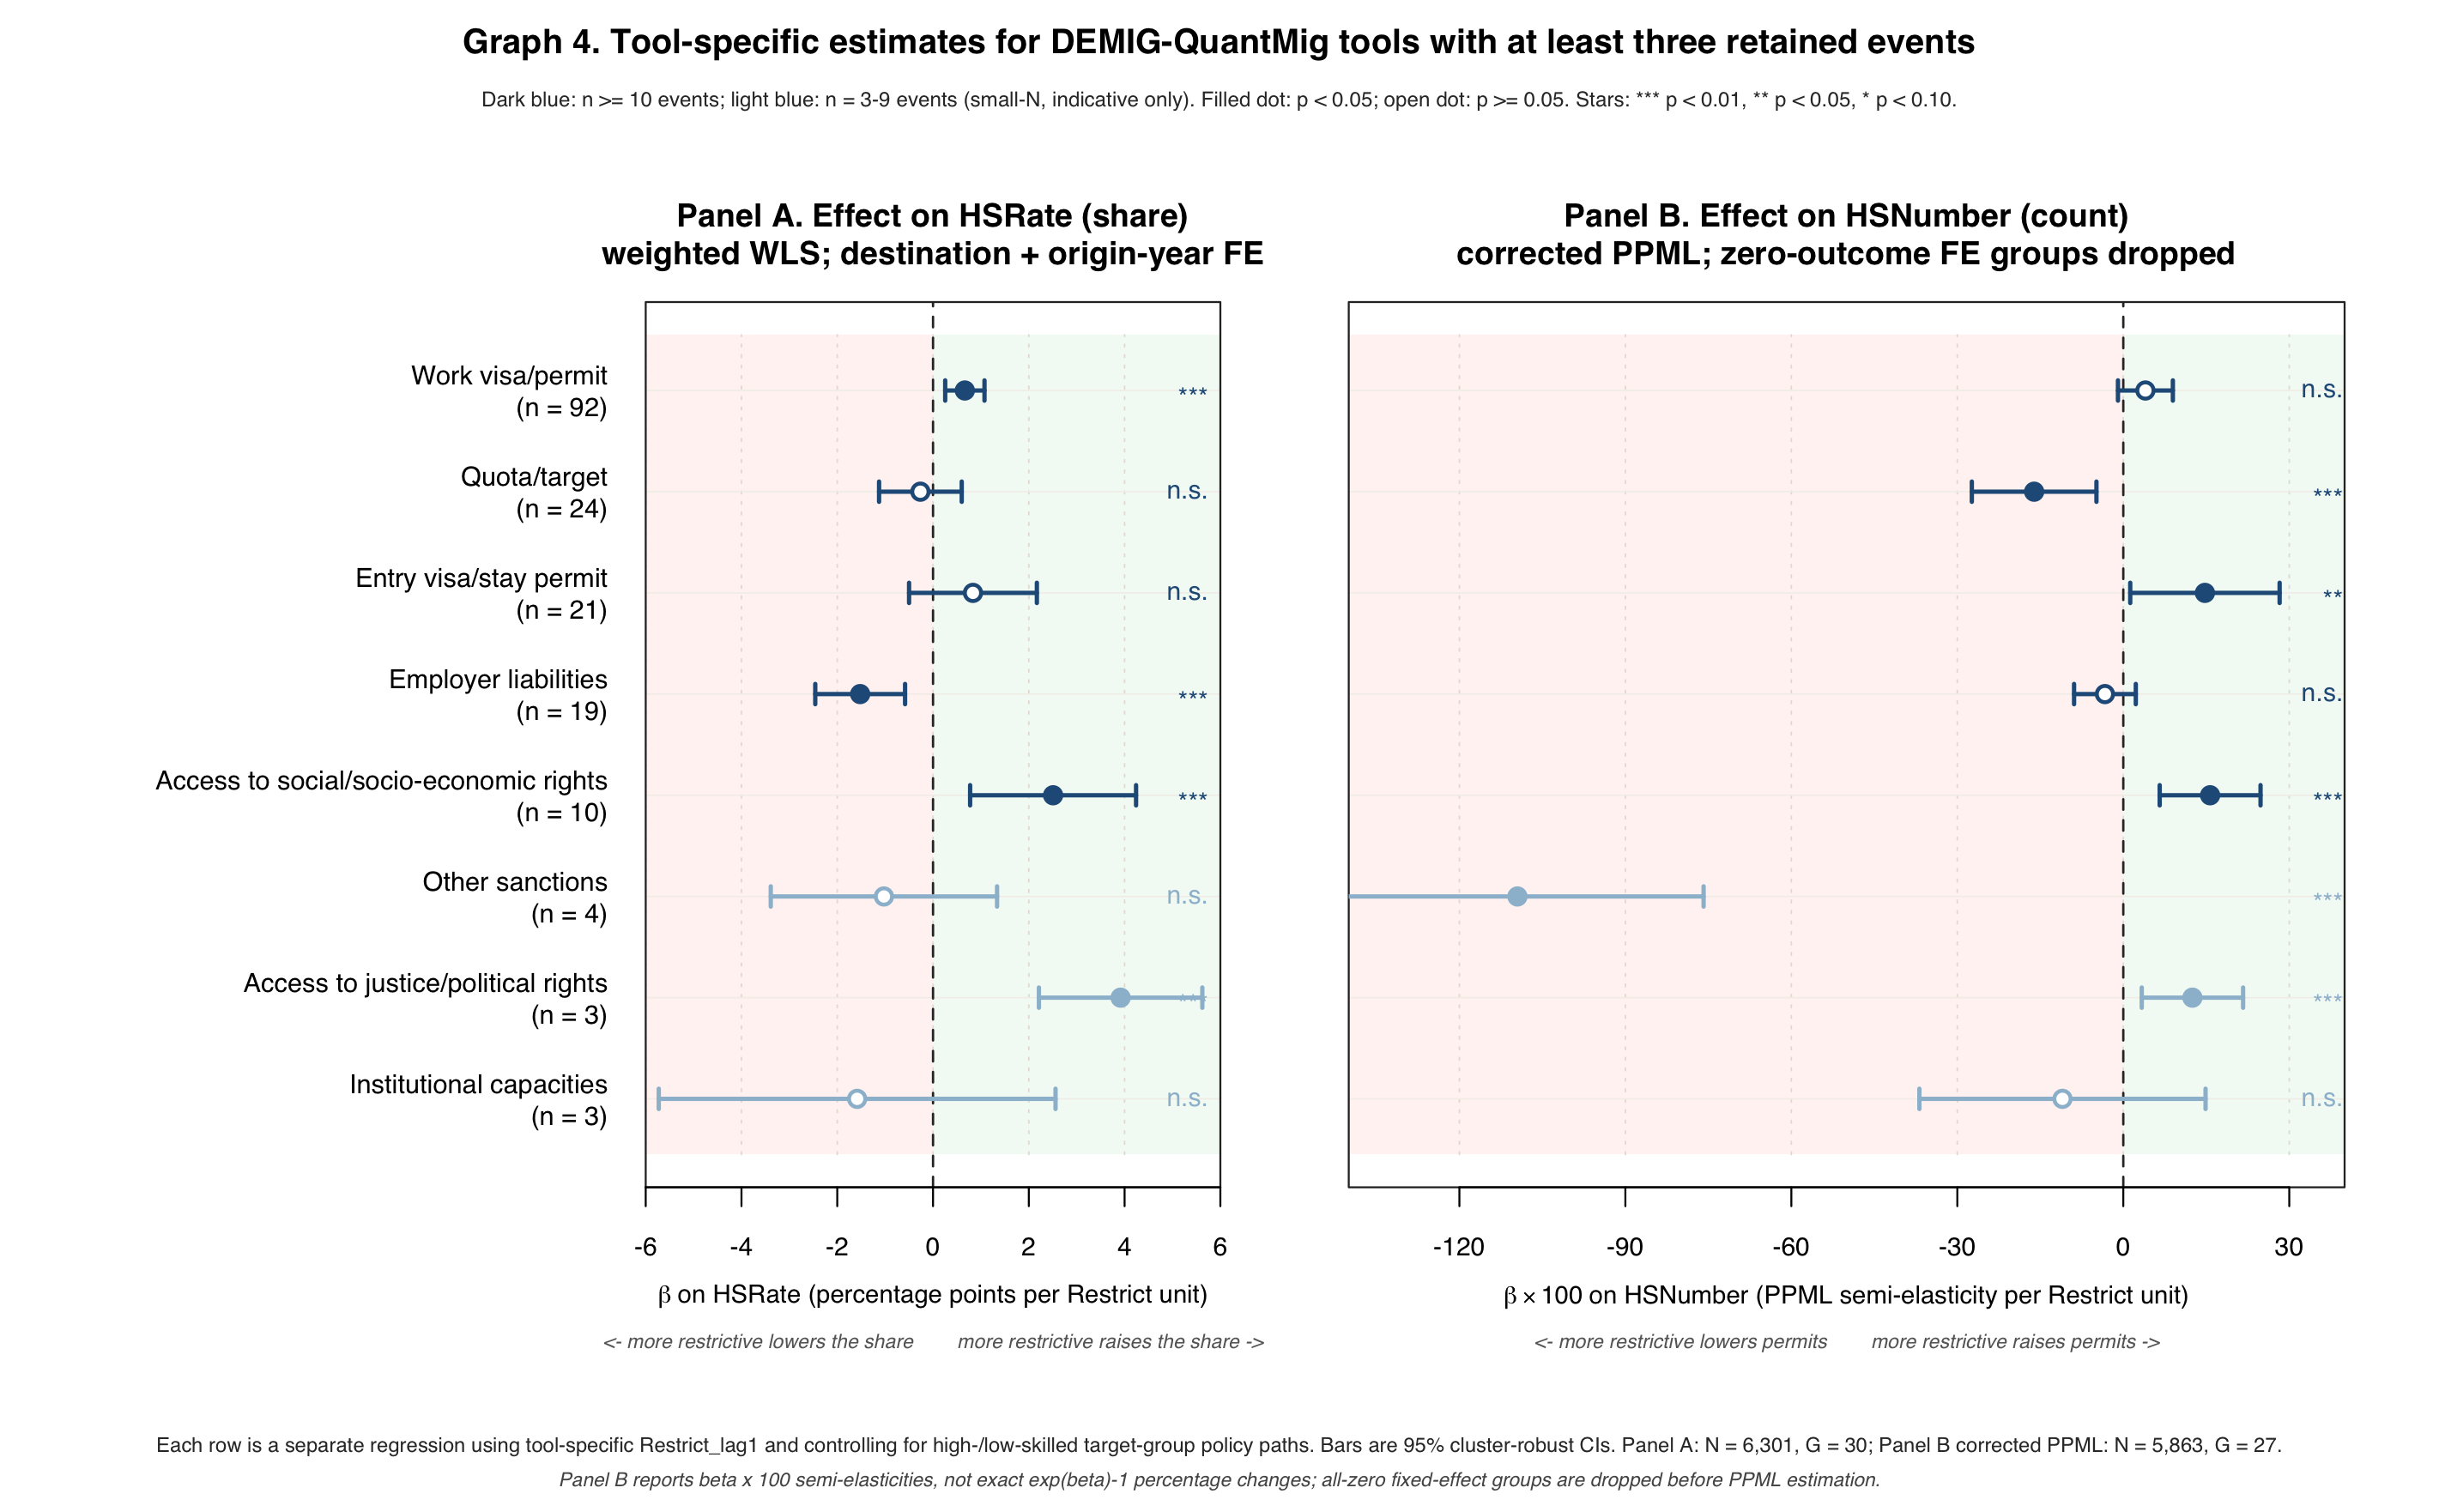 Graph 4. Tool-specific estimates for DEMIG-QuantMig tools with at least three retained events
Dark blue: n >= 10 events; light blue: n = 3-9 events (small-N, indicative only). Filled dot: p < 0.05; open dot: p >= 0.05. Stars: *** p < 0.01, ** p < 0.05, * p < 0.10.
Panel A. Effect on HSRate (share)
weighted WLS; destination + origin-year FE
Panel B. Effect on HSNumber (count)
corrected PPML; zero-outcome FE groups dropped
Work visa/permit
(n = 92)
*** n.s.
Quota/target
(n = 24)
n.s. ***
Entry visa/stay permit
(n = 21)
n.s. **
Employer liabilities
(n = 19)
*** n.s.
Access to social/socio-economic rights
(n = 10)
*** ***
Other sanctions
(n = 4)
n.s. ***
Access to justice/political rights
(n = 3)
*** ***
Institutional capacities
(n = 3)
n.s. n.s.
-6 -4 -2 0 2 4 6
-120 -90 -60 -30 0 30
β on HSRate (percentage points per Restrict unit)
β × 100 on HSNumber (PPML semi-elasticity per Restrict unit)
<- more restrictive lowers the share more restrictive raises the share ->
<- more restrictive lowers permits more restrictive raises permits ->
Each row is a separate regression using tool-specific Restrict_lag1 and controlling for high-/low-skilled target-group policy paths. Bars are 95% cluster-robust CIs. Panel A: N = 6,301, G = 30; Panel B corrected PPML: N = 5,863, G = 27.
Panel B reports beta x 100 semi-elasticities, not exact exp(beta)-1 percentage changes; all-zero fixed-effect groups are dropped before PPML estimation.